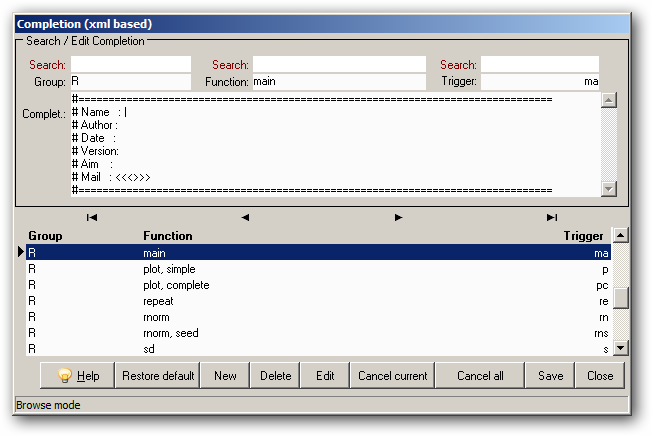 Completion (xml based)
Search / Edit Completion
Search: Search: Search:
Group: R Function: main Trigger: ma
Complet.: #=====================================================================
# Name : |
# Author :
# Date :
# Version:
# Aim :
# Mail : <<<>>>
#=====================================================================
Group Function Trigger
R main ma
R plot, simple p
R plot, complete pc
R repeat re
R rnorm rn
R rnorm, seed rns
R sd s
Help Restore default New Delete Edit Cancel current Cancel all Save Close
Browse mode